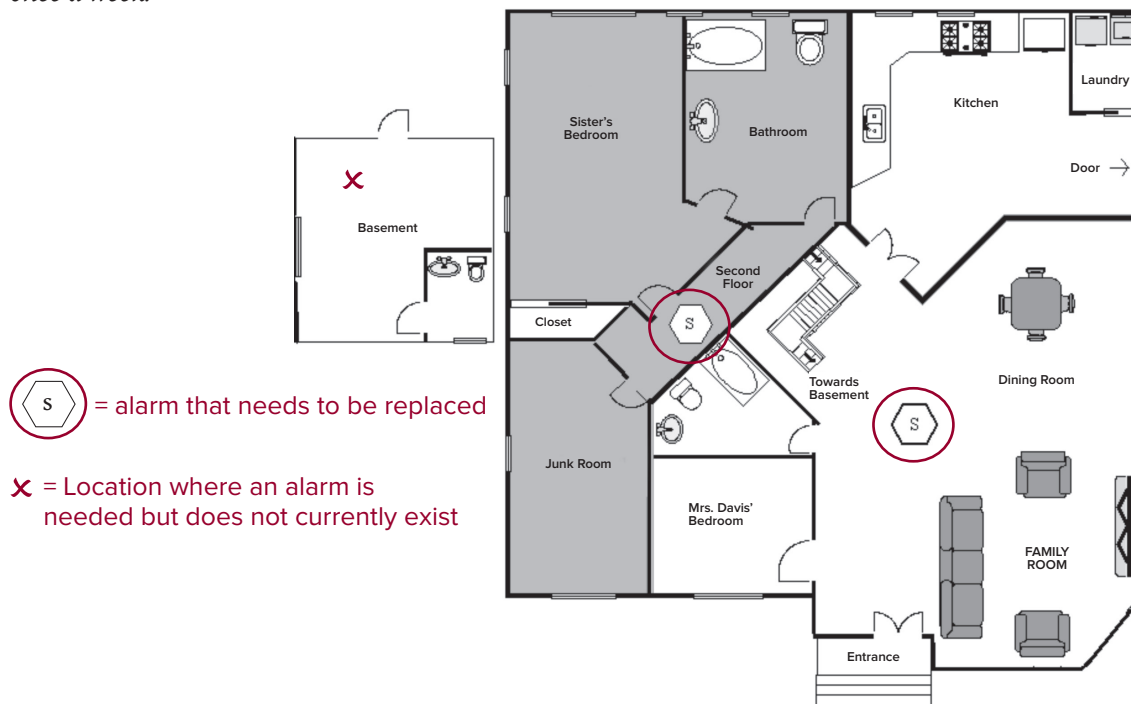 Sister's
Bedroom
Bathroom
Kitchen
Laundry
Door
Basement
Second
Floor
Closet
S
Towards
Basement
Dining Room
S
S = alarm that needs to be replaced
Junk Room
x = Location where an alarm is
needed but does not currently exist
Mrs. Davis'
Bedroom
FAMILY
ROOM
Entrance